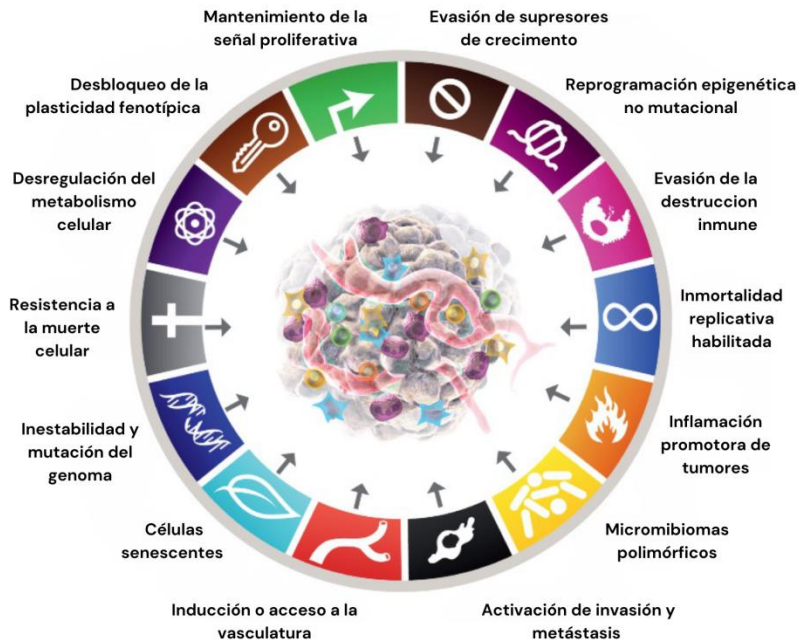 Mantenimiento de la
señal proliferativa
Evasión de supresores
de crecimento
Reprogramación epigenética
no mutacional
Evasión de la
destruccion
inmune
Inmortalidad
replicativa
habilitada
Inflamación
promotora de
tumores
Micromibiomas
polimórficos
Activación de invasión y
metástasis
Inducción o acceso a la
vasculatura
Células
senescentes
Inestabilidad y
mutación del
genoma
Resistencia a
la muerte
celular
Desregulación del
metabolismo
celular
Desbloqueo de la
plasticidad fenotípica